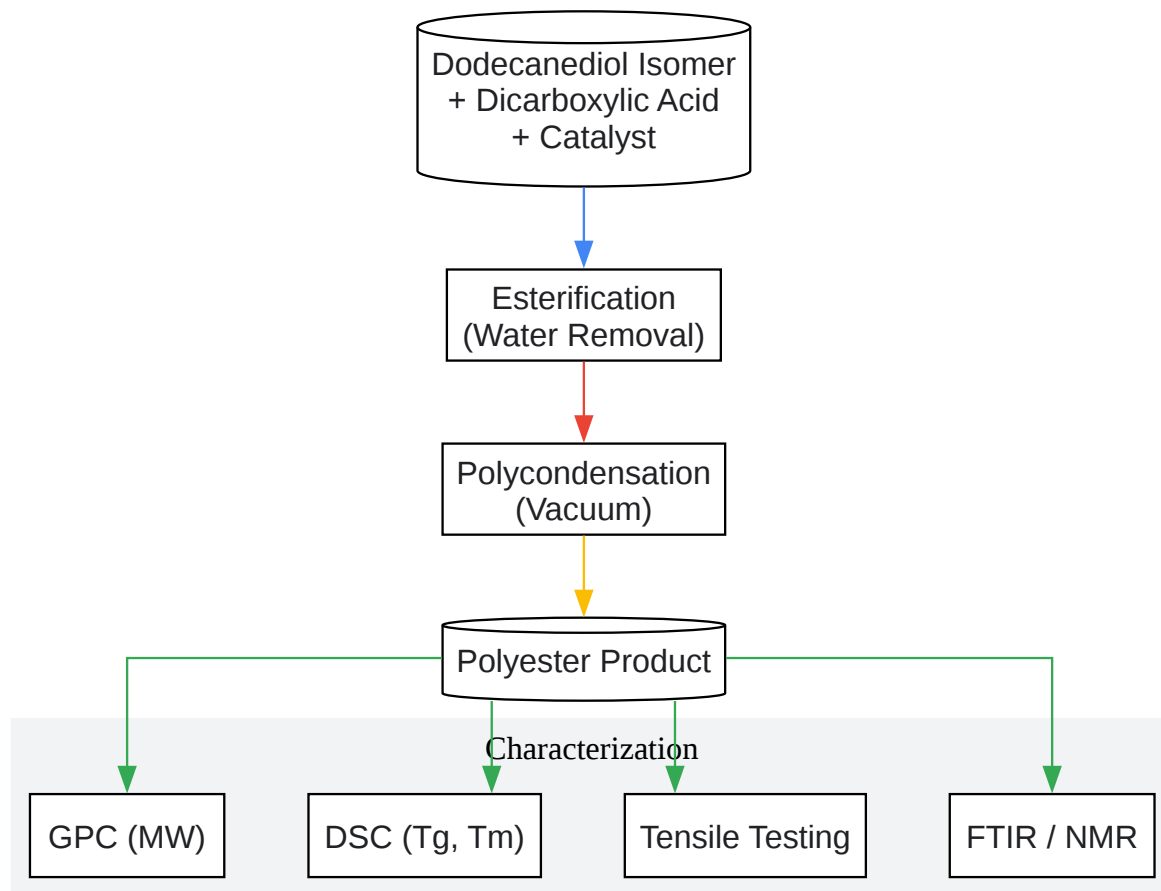 Dodecanediol Isomer
+ Dicarboxylic Acid
+ Catalyst
Esterification
(Water Removal)
Polycondensation
(Vacuum)
Polyester Product
Characterization
GPC (MW)
DSC (Tg, Tm)
Tensile Testing
FTIR / NMR